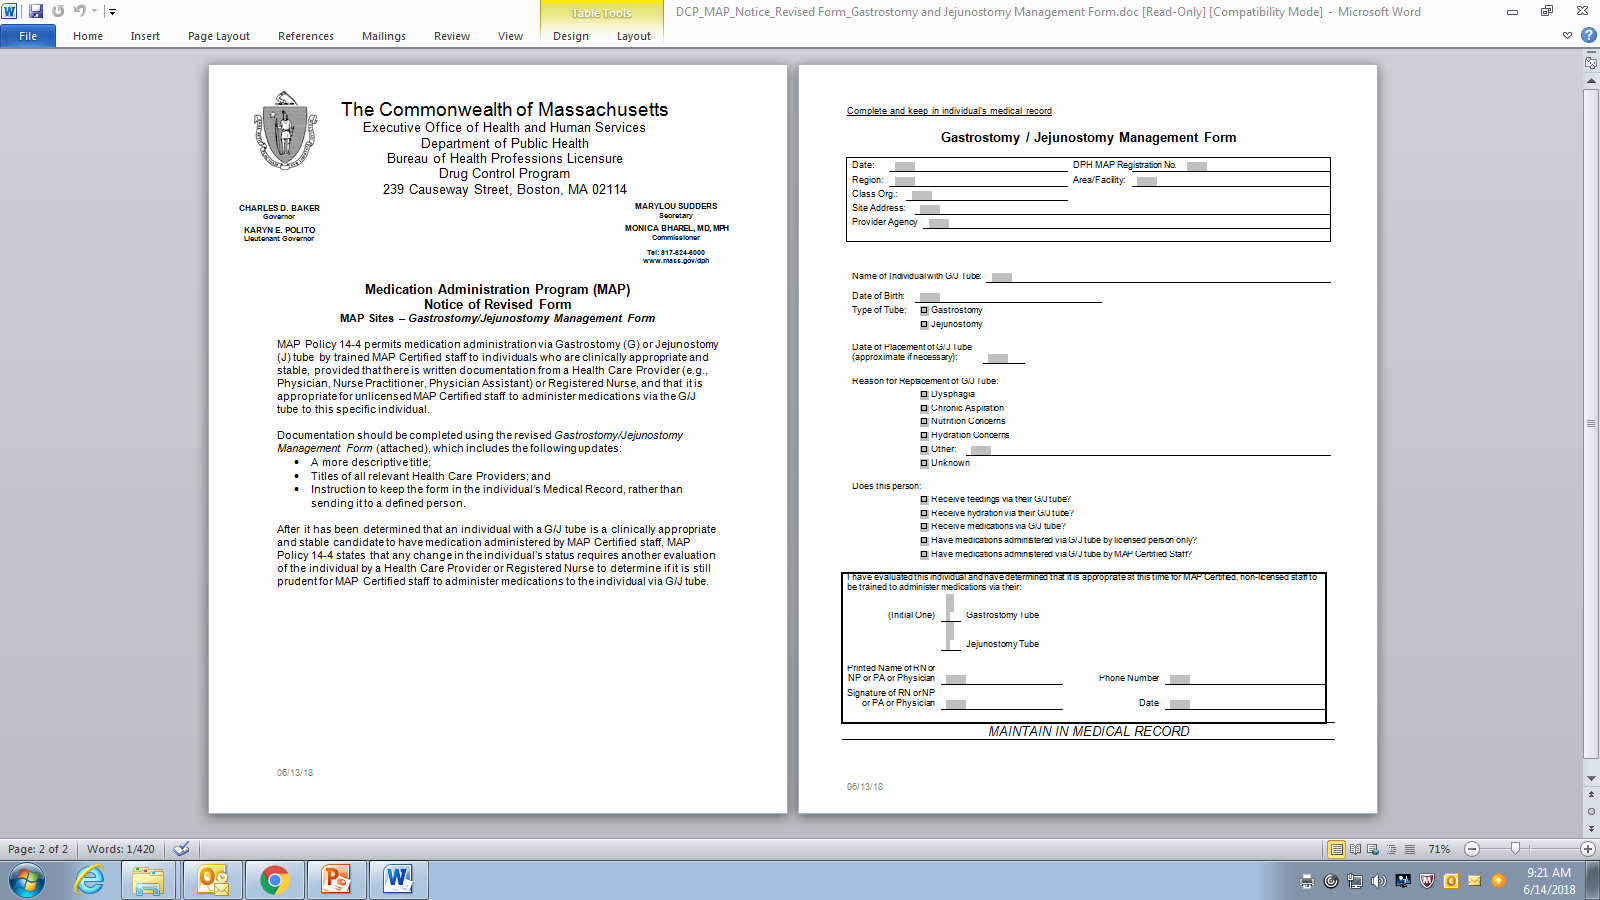 Table Tools
DCP_MAP_Notice_Revised Form_Gastrostomy and Jejunostomy Management Form.doc [Read-Only] [Compatibility Mode] - Microsoft Word
File Home Insert Page Layout References Mailings Review View Design Layout
The Commonwealth of Massachusetts
Executive Office of Health and Human Services
Department of Public Health
Bureau of Health Professions Licensure
Drug Control Program
239 Causeway Street, Boston, MA 02114
CHARLES D. BAKER
Governor
KARYN E. POLITO
Lieutenant Governor
MARYLOU SUDDERS
Secretary
MONICA BHAREL, MD, MPH
Commissioner
Tel: 617-624-6000
www.mass.gov/dph
Medication Administration Program (MAP)
Notice of Revised Form
MAP Sites – Gastrostomy/Jejunostomy Management Form
MAP Policy 14-4 permits medication administration via Gastrostomy (G) or Jejunostomy
(J) tube by trained MAP Certified staff to individuals who are clinically appropriate and
stable, provided that there is written documentation from a Health Care Provider (e.g.,
Physician, Nurse Practitioner, Physician Assistant) or Registered Nurse, and that it is
appropriate for unlicensed MAP Certified staff to administer medications via the G/J
tube to this specific individual.
Documentation should be completed using the revised Gastrostomy/Jejunostomy
Management Form (attached), which includes the following updates:
• A more descriptive title;
• Titles of all relevant Health Care Providers; and
• Instruction to keep the form in the individual's Medical Record, rather than
sending it to a defined person.
After it has been determined that an individual with a G/J tube is a clinically appropriate
and stable candidate to have medication administered by MAP Certified staff, MAP
Policy 14-4 states that any change in the individual's status requires another evaluation
of the individual by a Health Care Provider or Registered Nurse to determine if it is still
prudent for MAP Certified staff to administer medications to the individual via G/J tube.
06/13/18
Complete and keep in individual's medical record
Gastrostomy / Jejunostomy Management Form
Date: DPH MAP Registration No.
Region: Area/Facility:
Class Org.:
Site Address:
Provider Agency
Name of Individual with G/J Tube:
Date of Birth:
Type of Tube: Gastrostomy
Jejunostomy
Date of Placement of G/J Tube
(approximate if necessary):
Reason for Replacement of G/J Tube:
Dysphagia
Chronic Aspiration
Nutrition Concerns
Hydration Concerns
Other:
Unknown
Does this person:
Receive feedings via their G/J tube?
Receive hydration via their G/J tube?
Receive medications via G/J tube?
Have medications administered via G/J tube by licensed person only?
Have medications administered via G/J tube by MAP Certified Staff?
I have evaluated this individual and have determined that it is appropriate at this time for MAP Certified, non-licensed staff to
be trained to administer medications via their:
(Initial One) Gastrostomy Tube
Jejunostomy Tube
Printed Name of RN or
NP or PA or Physician Phone Number
Signature of RN or NP
or PA or Physician Date
MAINTAIN IN MEDICAL RECORD
06/13/18
Page: 2 of 2 Words: 1/420 71%
9:21 AM
6/14/2018